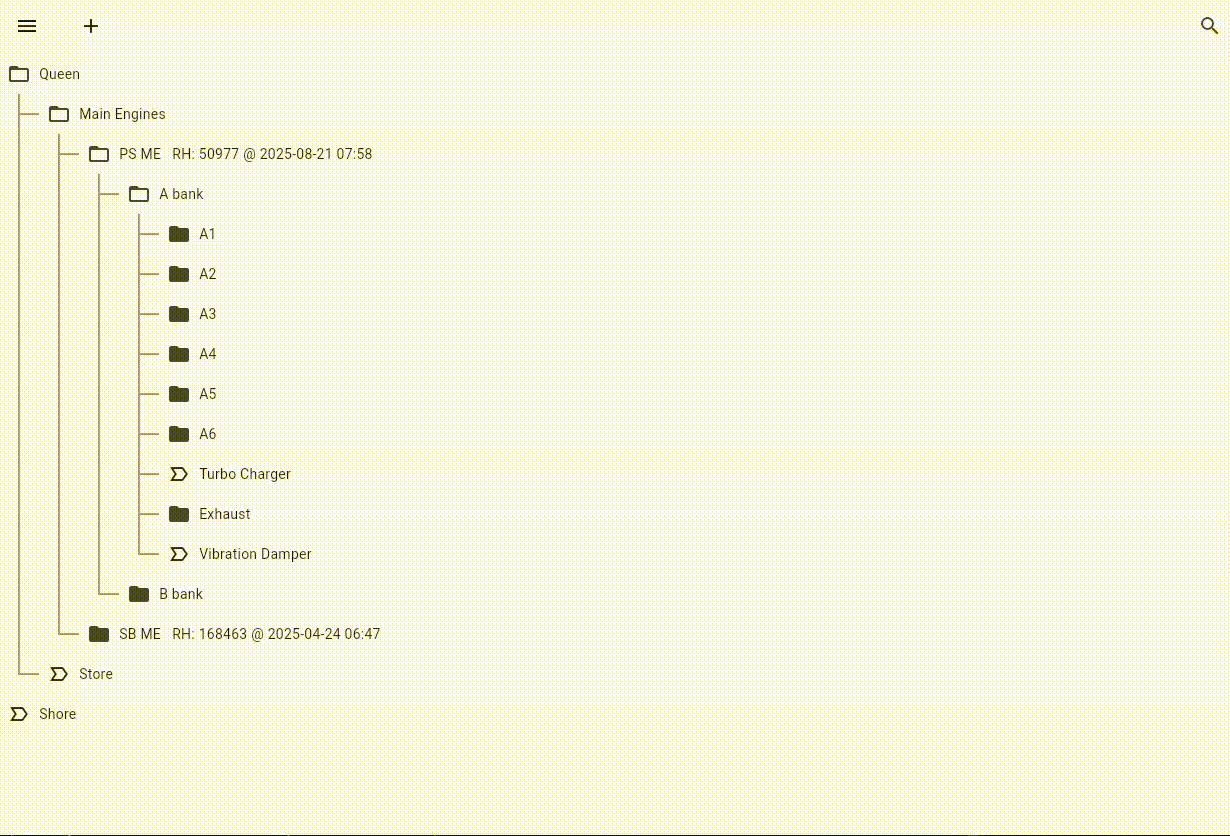 Queen
Main Engines
PS ME RH: 50977 @ 2025-08-21 07:58
A bank
A1
A2
A3
A4
A5
A6
Turbo Charger
Exhaust
Vibration Damper
B bank
SB ME RH: 168463 @ 2025-04-24 06:47
Store
Shore